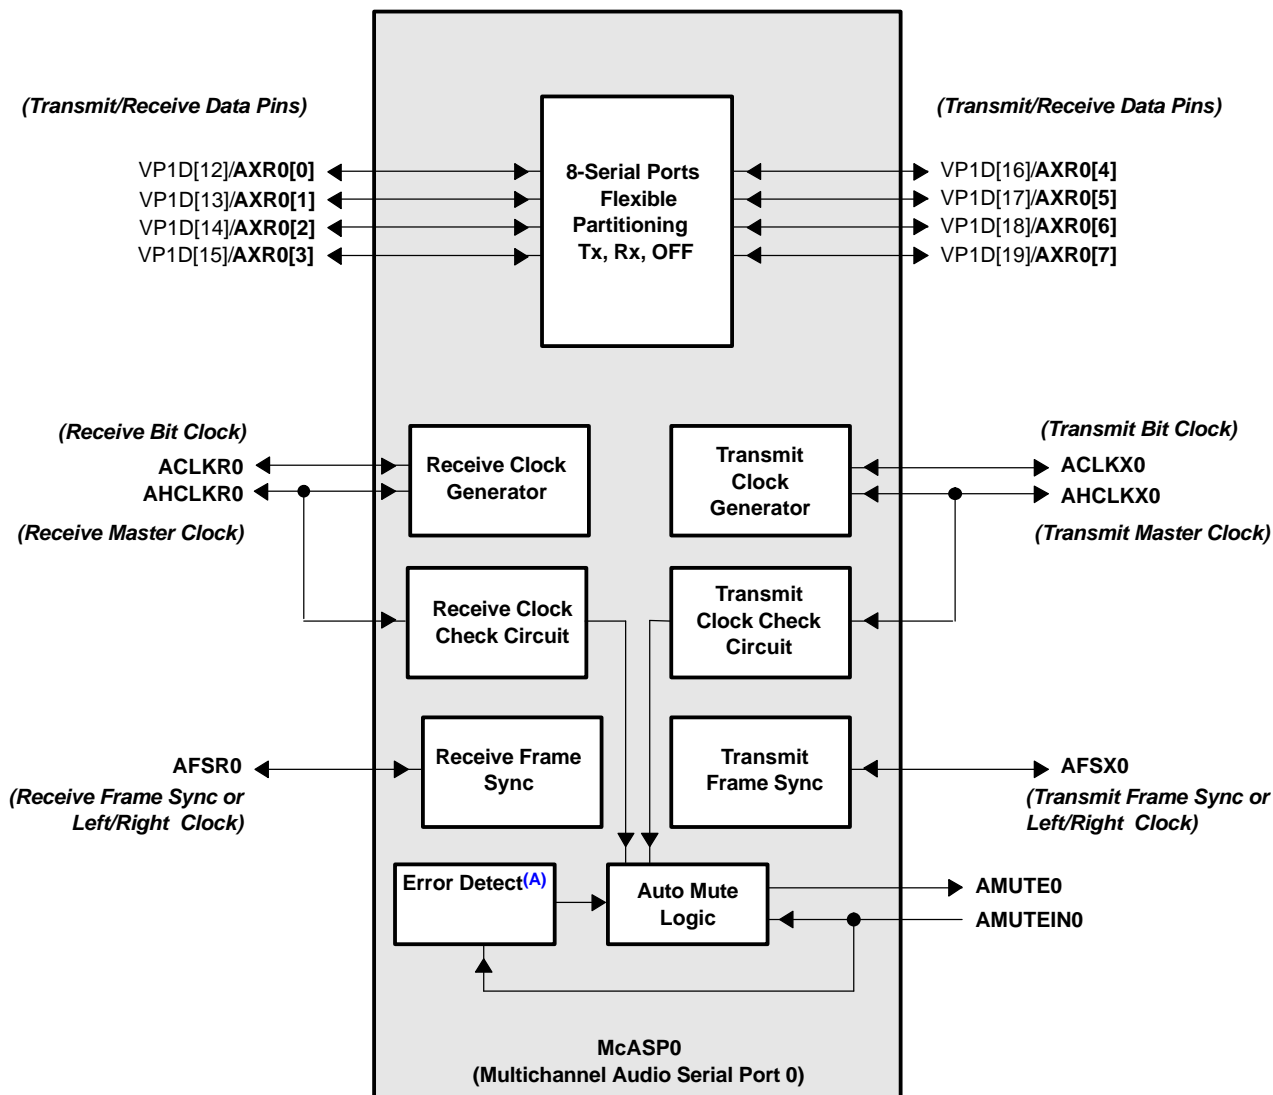 (Transmit/Receive Data Pins)
(Transmit/Receive Data Pins)
VP1D[12]/AXR0[0]
VP1D[13]/AXR0[1]
VP1D[14]/AXR0[2]
VP1D[15]/AXR0[3]
8-Serial Ports
Flexible
Partitioning
Tx, Rx, OFF
VP1D[16]/AXR0[4]
VP1D[17]/AXR0[5]
VP1D[18]/AXR0[6]
VP1D[19]/AXR0[7]
(Receive Bit Clock)
ACLKR0
AHCLKR0
(Receive Master Clock)
Receive Clock
Generator
Transmit
Clock
Generator
(Transmit Bit Clock)
ACLKX0
AHCLKX0
(Transmit Master Clock)
Receive Clock
Check Circuit
Transmit
Clock Check
Circuit
AFSR0
(Receive Frame Sync or
Left/Right Clock)
Receive Frame
Sync
Transmit
Frame Sync
AFSX0
(Transmit Frame Sync or
Left/Right Clock)
Error Detect(A)
Auto Mute
Logic
AMUTE0
AMUTEIN0
McASP0
(Multichannel Audio Serial Port 0)